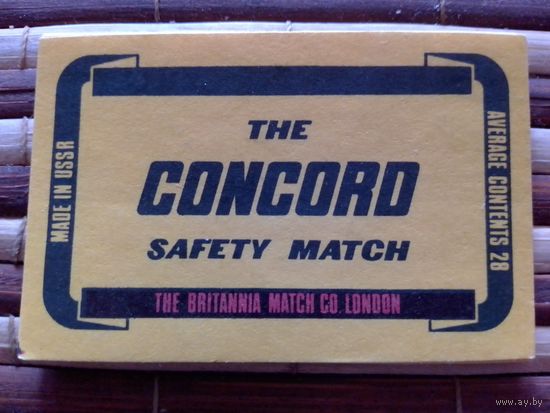 THE
CONCORD
SAFETY MATCH
THE BRITANNIA MATCH CO. LONDON
MADE IN USSR
AVERAGE CONTENTS 28
www.ay.by